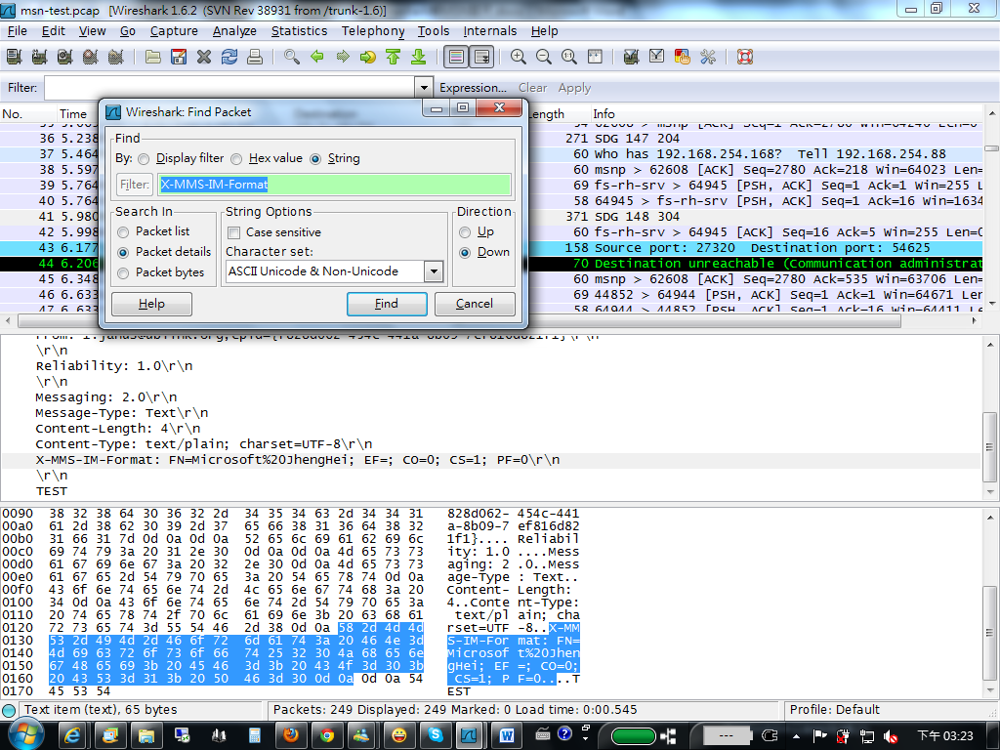 msn-test.pcap [Wireshark 1.6.2 (SVN Rev 38931 from /trunk-1.6)]
File Edit View Go Capture Analyze Statistics Telephony Tools Internals Help
Filter: Expression... Clear Apply
No. Time Length Info
36 5.238 271 SDG 147 204
37 5.464 60 Who has 192.168.254.168? Tell 192.168.254.88
38 5.597 60 msnp > 62608 [ACK] Seq=2780 Ack=218 Win=64023 Len=
39 5.764 69 fs-rh-srv > 64945 [PSH, ACK] Seq=1 Ack=1 Win=255 L
40 5.764 58 64945 > fs-rh-srv [PSH, ACK] Seq=1 Ack=16 Win=1634
41 5.980 371 SDG 148 304
42 5.998 60 fs-rh-srv > 64945 [ACK] Seq=16 Ack=5 Win=255 Len=0
43 6.177 158 Source port: 27320 Destination port: 54625
44 6.206 70 Destination unreachable (Communication administrat
45 6.348 60 msnp > 62608 [ACK] Seq=2780 Ack=535 Win=63706 Len=
46 6.633 69 44852 > 64944 [PSH, ACK] Seq=1 Ack=1 Win=64671 Len
47 6.633 58 64944 > 44852 [PSH, ACK] Seq=1 Ack=16 Win=64411 Len
Wireshark: Find Packet
Find
By: Display filter Hex value String
Filter: X-MMS-IM-Format
Search In String Options Direction
Packet list Case sensitive Up
Packet details Character set: Down
Packet bytes ASCII Unicode & Non-Unicode
Help Find Cancel
\r\n
Reliability: 1.0\r\n
\r\n
Messaging: 2.0\r\n
Message-Type: Text\r\n
Content-Length: 4\r\n
Content-Type: text/plain; charset=UTF-8\r\n
X-MMS-IM-Format: FN=Microsoft%20JhengHei; EF=; CO=0; CS=1; PF=0\r\n
\r\n
TEST
0090 38 32 38 64 30 36 32 2d 34 35 34 63 2d 34 34 31 828d062- 454c-441
00a0 61 2d 38 62 30 39 2d 37 65 66 38 31 36 64 38 32 a-8b09-7 ef816d82
00b0 31 66 31 7d 0d 0a 0d 0a 52 65 6c 69 61 62 69 6c 1f1}.... Reliabil
00c0 69 74 79 3a 20 31 2e 30 0d 0a 0d 0a 4d 65 73 73 ity: 1.0 ....Mess
00d0 61 67 69 6e 67 3a 20 32 2e 30 0d 0a 4d 65 73 73 aging: 2 .0..Mess
00e0 61 67 65 2d 54 79 70 65 3a 20 54 65 78 74 0d 0a age-Type : Text..
00f0 43 6f 6e 74 65 6e 74 2d 4c 65 6e 67 74 68 3a 20 Content- Length:
0100 34 0d 0a 43 6f 6e 74 65 6e 74 2d 54 79 70 65 3a 4..Conte nt-Type:
0110 20 74 65 78 74 2f 70 6c 61 69 6e 3b 20 63 68 61 text/pl ain; cha
0120 72 73 65 74 3d 55 54 46 2d 38 0d 0a 58 2d 4d 4d rset=UTF -8..X-MM
0130 53 2d 49 4d 2d 46 6f 72 6d 61 74 3a 20 46 4e 3d S-IM-For mat: FN=
0140 4d 69 63 72 6f 73 6f 66 74 25 32 30 4a 68 65 6e Microsof t%20Jhen
0150 67 48 65 69 3b 20 45 46 3d 3b 20 43 4f 3d 30 3b gHei; EF =; CO=0;
0160 20 43 53 3d 31 3b 20 50 46 3d 30 0d 0a 0d 0a 54 CS=1; P F=0....T
0170 45 53 54 EST
Text item (text), 65 bytes Packets: 249 Displayed: 249 Marked: 0 Load time: 0:00.545 Profile: Default
下午 03:23